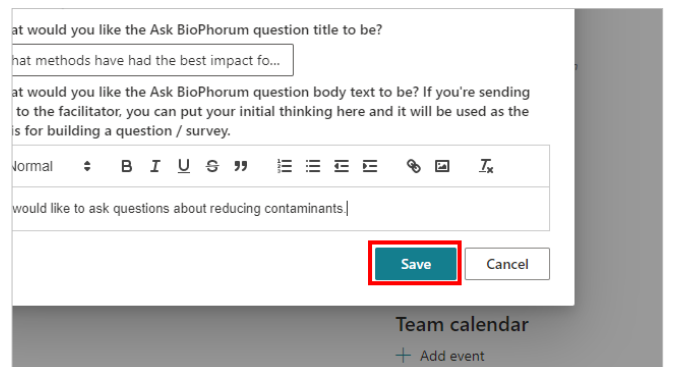 at would you like the Ask BioPhorum question title to be?
hat methods have had the best impact fo...
at would you like the Ask BioPhorum question body text to be? If you're sending
to the facilitator, you can put your initial thinking here and it will be used as the
is for building a question / survey.
Normal B I U S
would like to ask questions about reducing contaminants.
Save Cancel
Team calendar
+ Add event